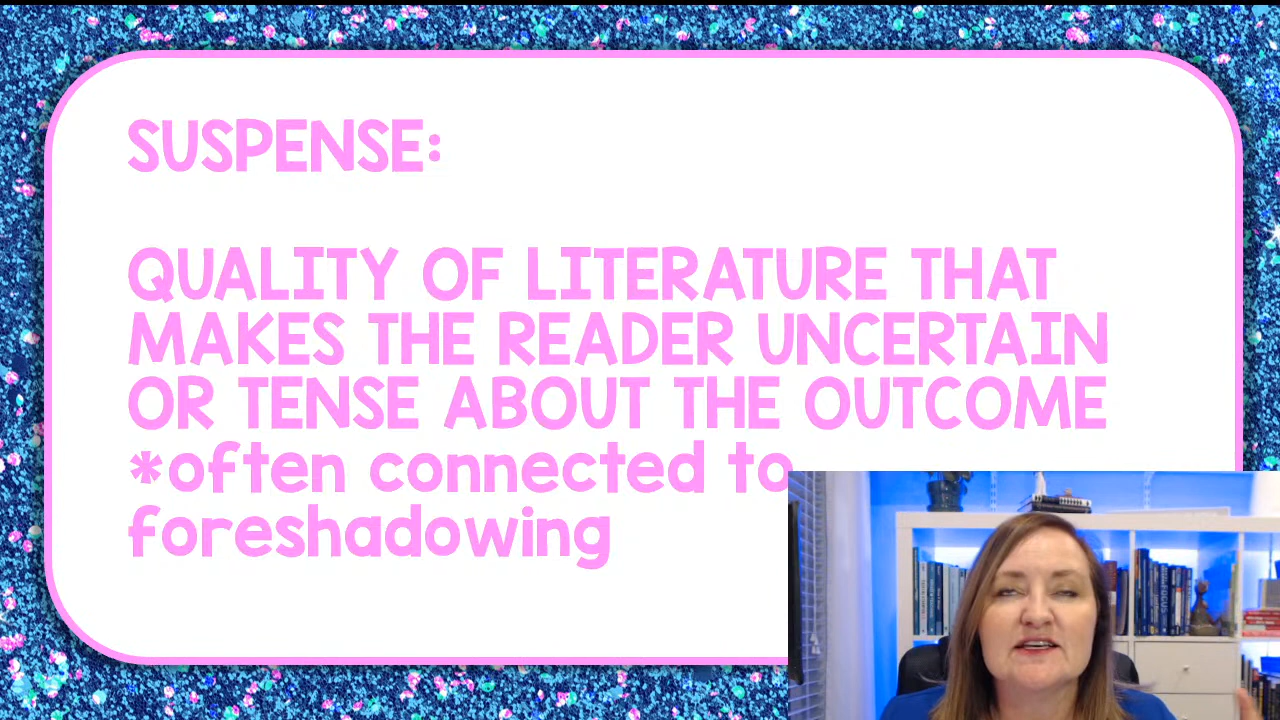 SUSPENSE:
QUALITY OF LITERATURE THAT
MAKES THE READER UNCERTAIN
OR TENSE ABOUT THE OUTCOME
*often connected to
foreshadowing